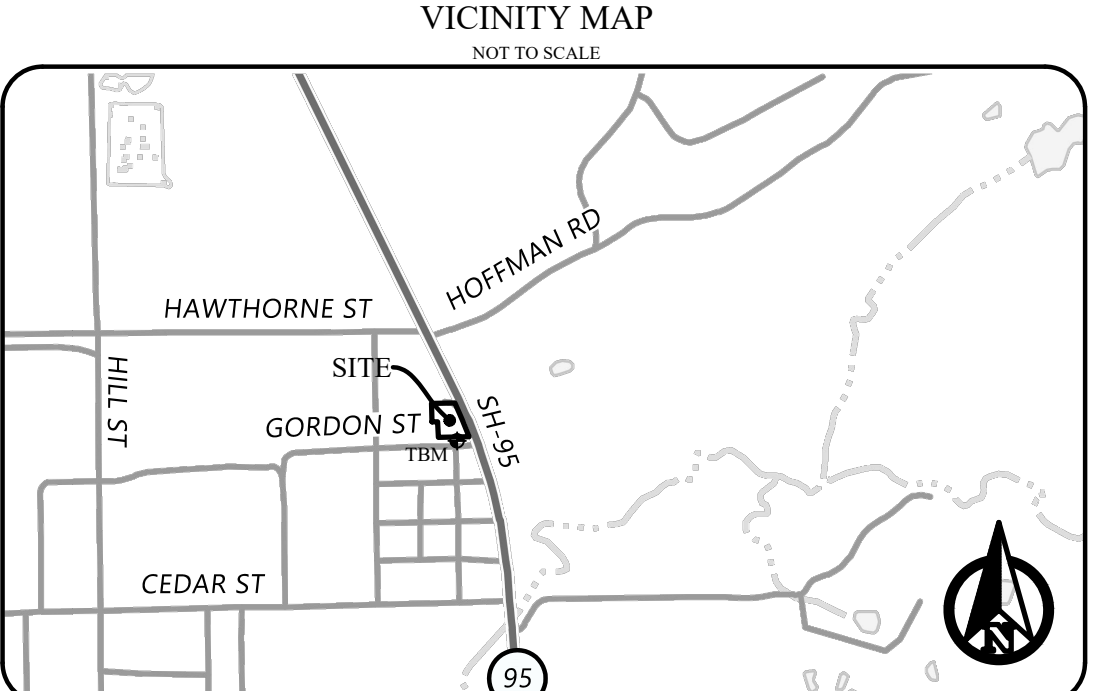 VICINITY MAP
NOT TO SCALE
HOFFMAN RD
HAWTHORNE ST
HILL ST
SITE
SH-95
GORDON ST
TBM
CEDAR ST
N
95